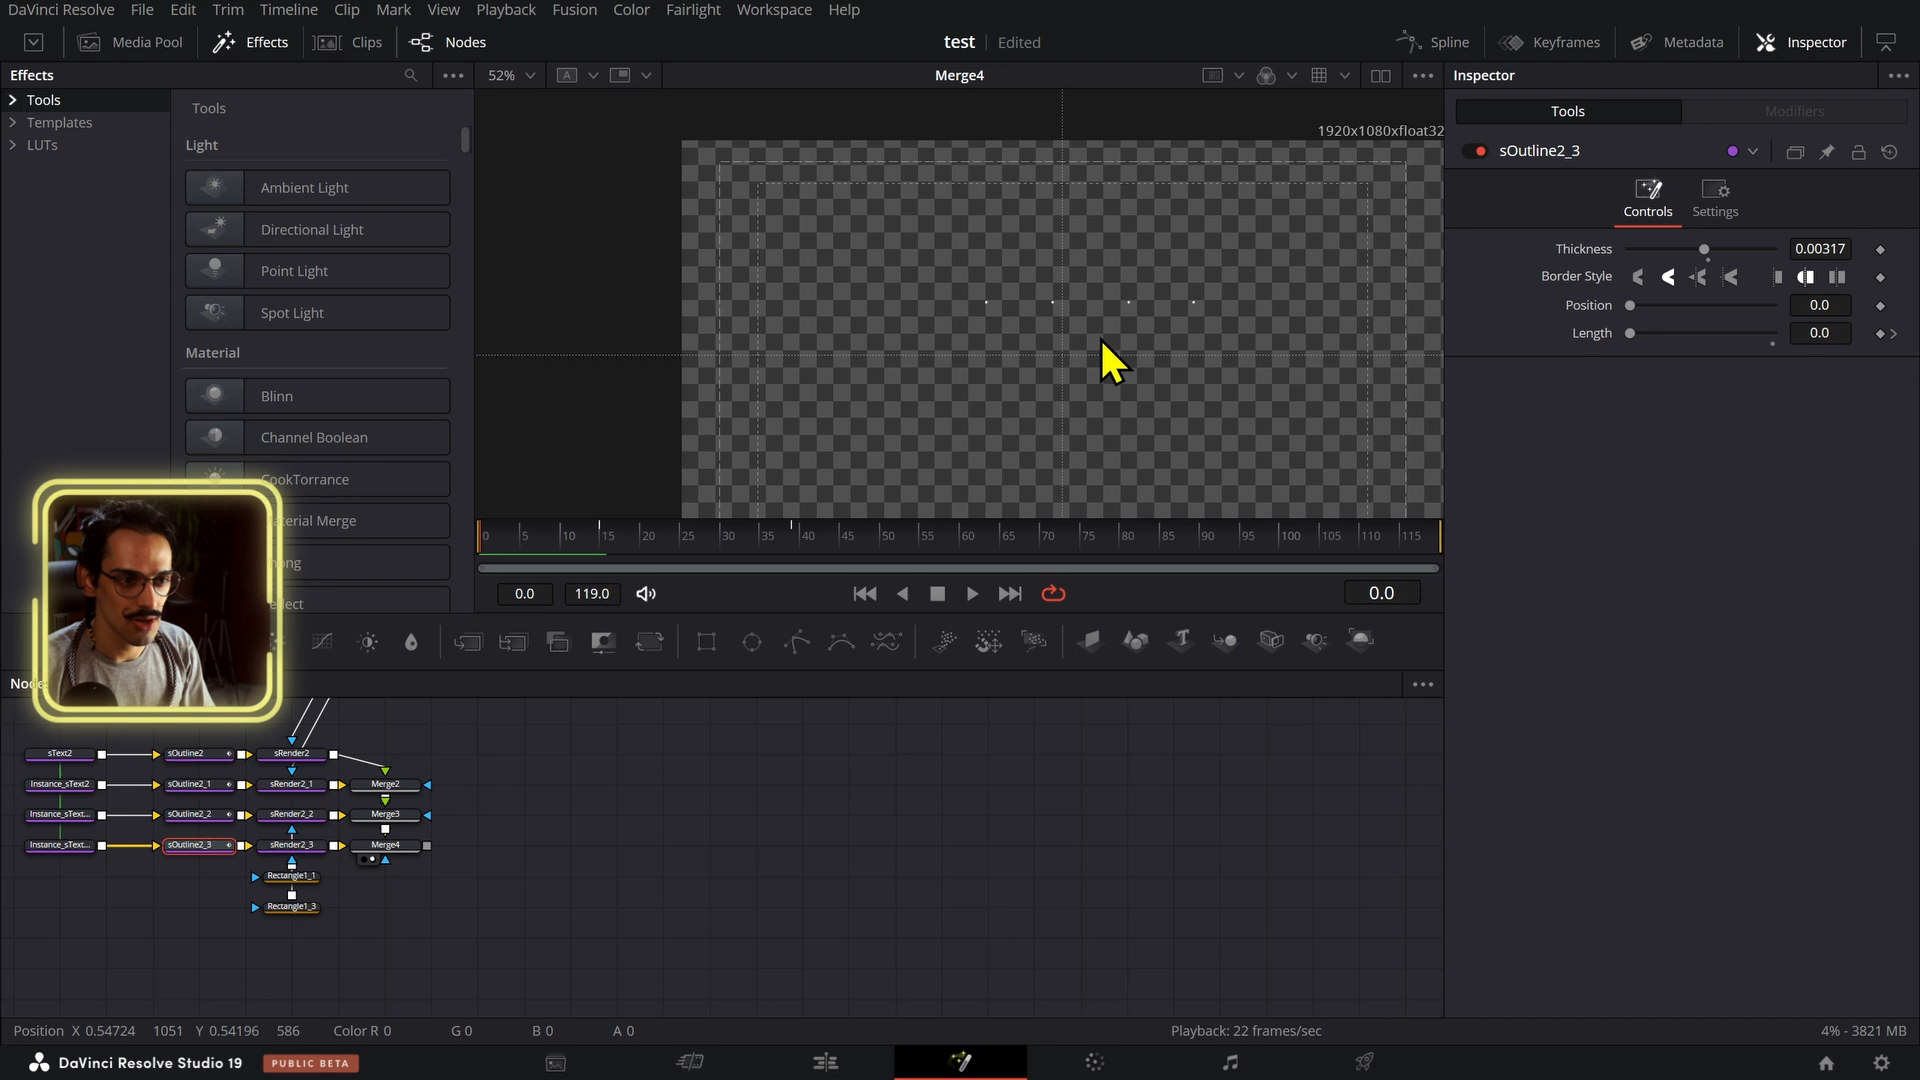 DaVinci Resolve File Edit Trim Timeline Clip Mark View Playback Fusion Color Fairlight Workspace Help
Media Pool Effects Clips Nodes test Edited Spline Keyframes Metadata Inspector
Effects 52% A Merge4 Inspector
Tools
Templates
LUTs
Tools
Light
Ambient Light
Directional Light
Point Light
Spot Light
Material
Blinn
Channel Boolean
CookTorrance
1920x1080xfloat32
0 5 10 15 20 25 30 35 40 45 50 55 60 65 70 75 80 85 90 95 100 105 110 115
0.0 119.0 0.0
Tools Modifiers
sOutline2_3
Controls Settings
Thickness 0.00317
Border Style
Position 0.0
Length 0.0
sText2 sOutline2 sRender2
Instance_sText2 sOutline2_1 sRender2_1 Merge2
Instance_sText... sOutline2_2 sRender2_2 Merge3
Instance_sText... sOutline2_3 sRender2_3 Merge4
Rectangle1_1
Rectangle1_3
Position X 0.54724 1051 Y 0.54196 586 Color R 0 G 0 B 0 A 0 Playback: 22 frames/sec 4% - 3821 MB
DaVinci Resolve Studio 19 PUBLIC BETA